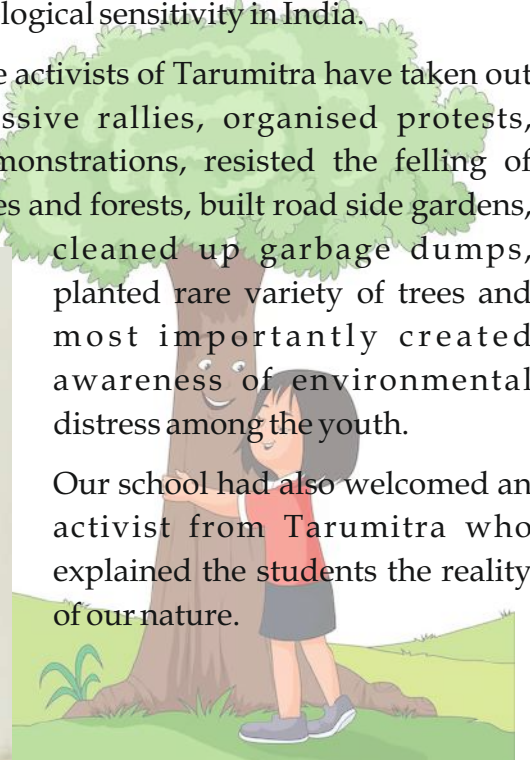 logical sensitivity in India.
activists of Tarumitra have taken out
ssive rallies, organised protests,
monstrations, resisted the felling of
es and forests, built road side gardens,
cleaned up garbage dumps,
planted rare variety of trees and
most importantly created
awareness of environmental
distress among the youth.
Our school had also welcomed an
activist from Tarumitra who
explained the students the reality
of our nature.